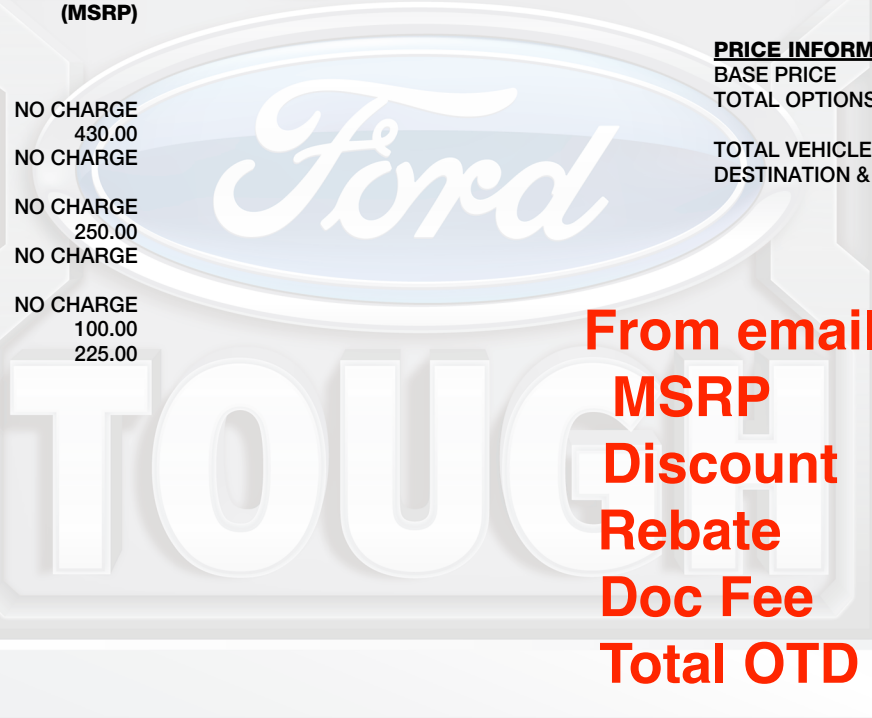 (MSRP)
NO CHARGE
430.00
NO CHARGE
NO CHARGE
250.00
NO CHARGE
NO CHARGE
100.00
225.00
PRICE INFORM
BASE PRICE
TOTAL OPTIONS
TOTAL VEHICLE
DESTINATION &
Ford
TOUGH
From email
MSRP
Discount
Rebate
Doc Fee
Total OTD